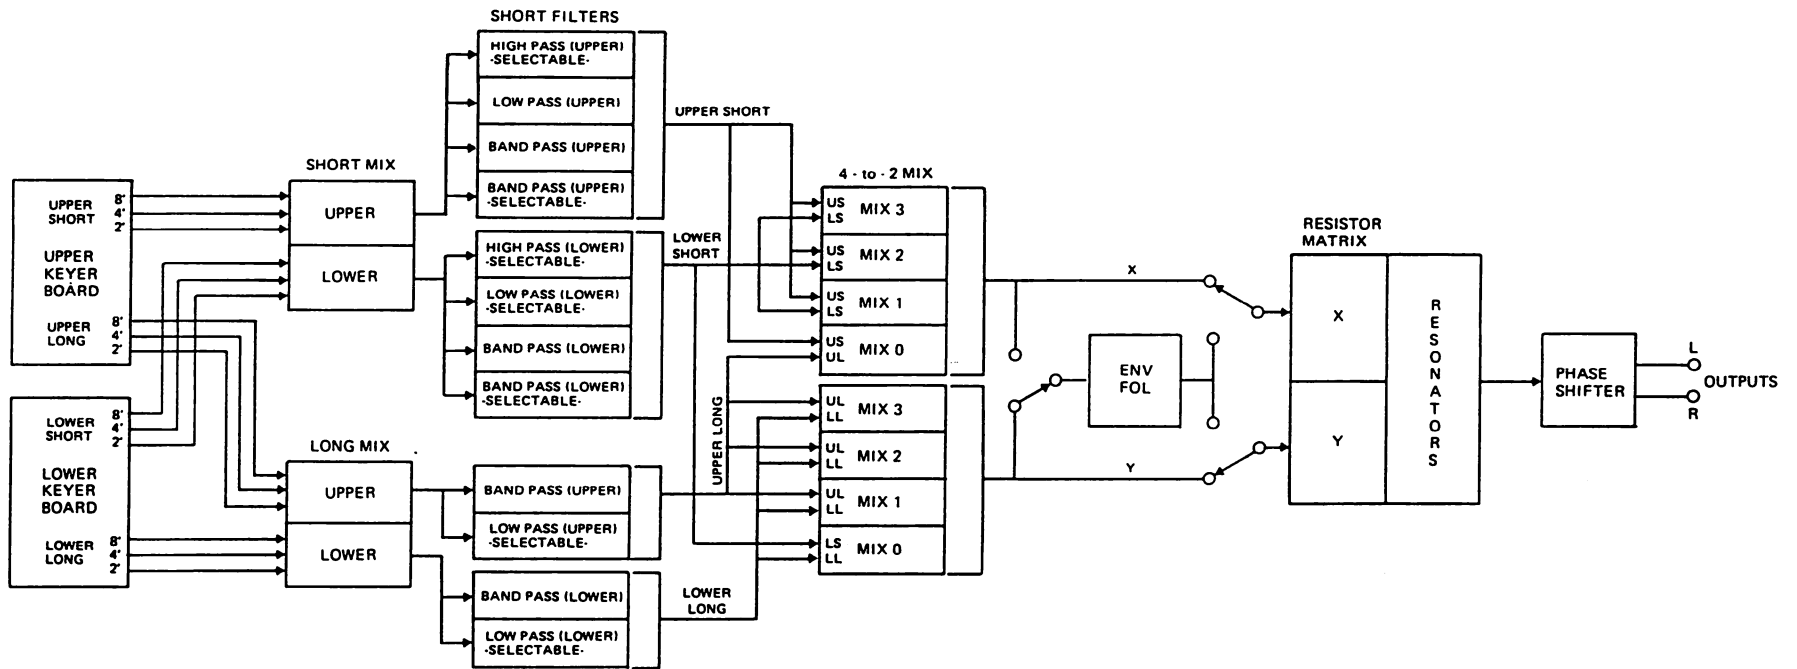 SHORT FILTERS
HIGH PASS (UPPER)
-SELECTABLE-
LOW PASS (UPPER)
BAND PASS (UPPER)
BAND PASS (UPPER)
-SELECTABLE-
UPPER SHORT
SHORT MIX
UPPER
LOWER
UPPER
SHORT
8'
4'
2'
UPPER
KEYER
BOARD
UPPER
LONG
8'
4'
2'
HIGH PASS (LOWER)
-SELECTABLE-
LOW PASS (LOWER)
-SELECTABLE-
BAND PASS (LOWER)
BAND PASS (LOWER)
-SELECTABLE-
LOWER
SHORT
LOWER
SHORT
8'
4'
2'
LOWER
KEYER
BOARD
LOWER
LONG
8'
4'
2'
LONG MIX
UPPER
LOWER
BAND PASS (UPPER)
LOW PASS (UPPER)
-SELECTABLE-
BAND PASS (LOWER)
LOW PASS (LOWER)
-SELECTABLE-
UPPER LONG
LOWER
LONG
4 - to - 2 MIX
US
LS
MIX 3
US
LS
MIX 2
US
LS
MIX 1
US
UL
MIX 0
UL
LL
MIX 3
UL
LL
MIX 2
UL
LL
MIX 1
LS
LL
MIX 0
X
Y
ENV
FOL
RESISTOR
MATRIX
X
Y
RESONATORS
PHASE
SHIFTER
L
R
OUTPUTS